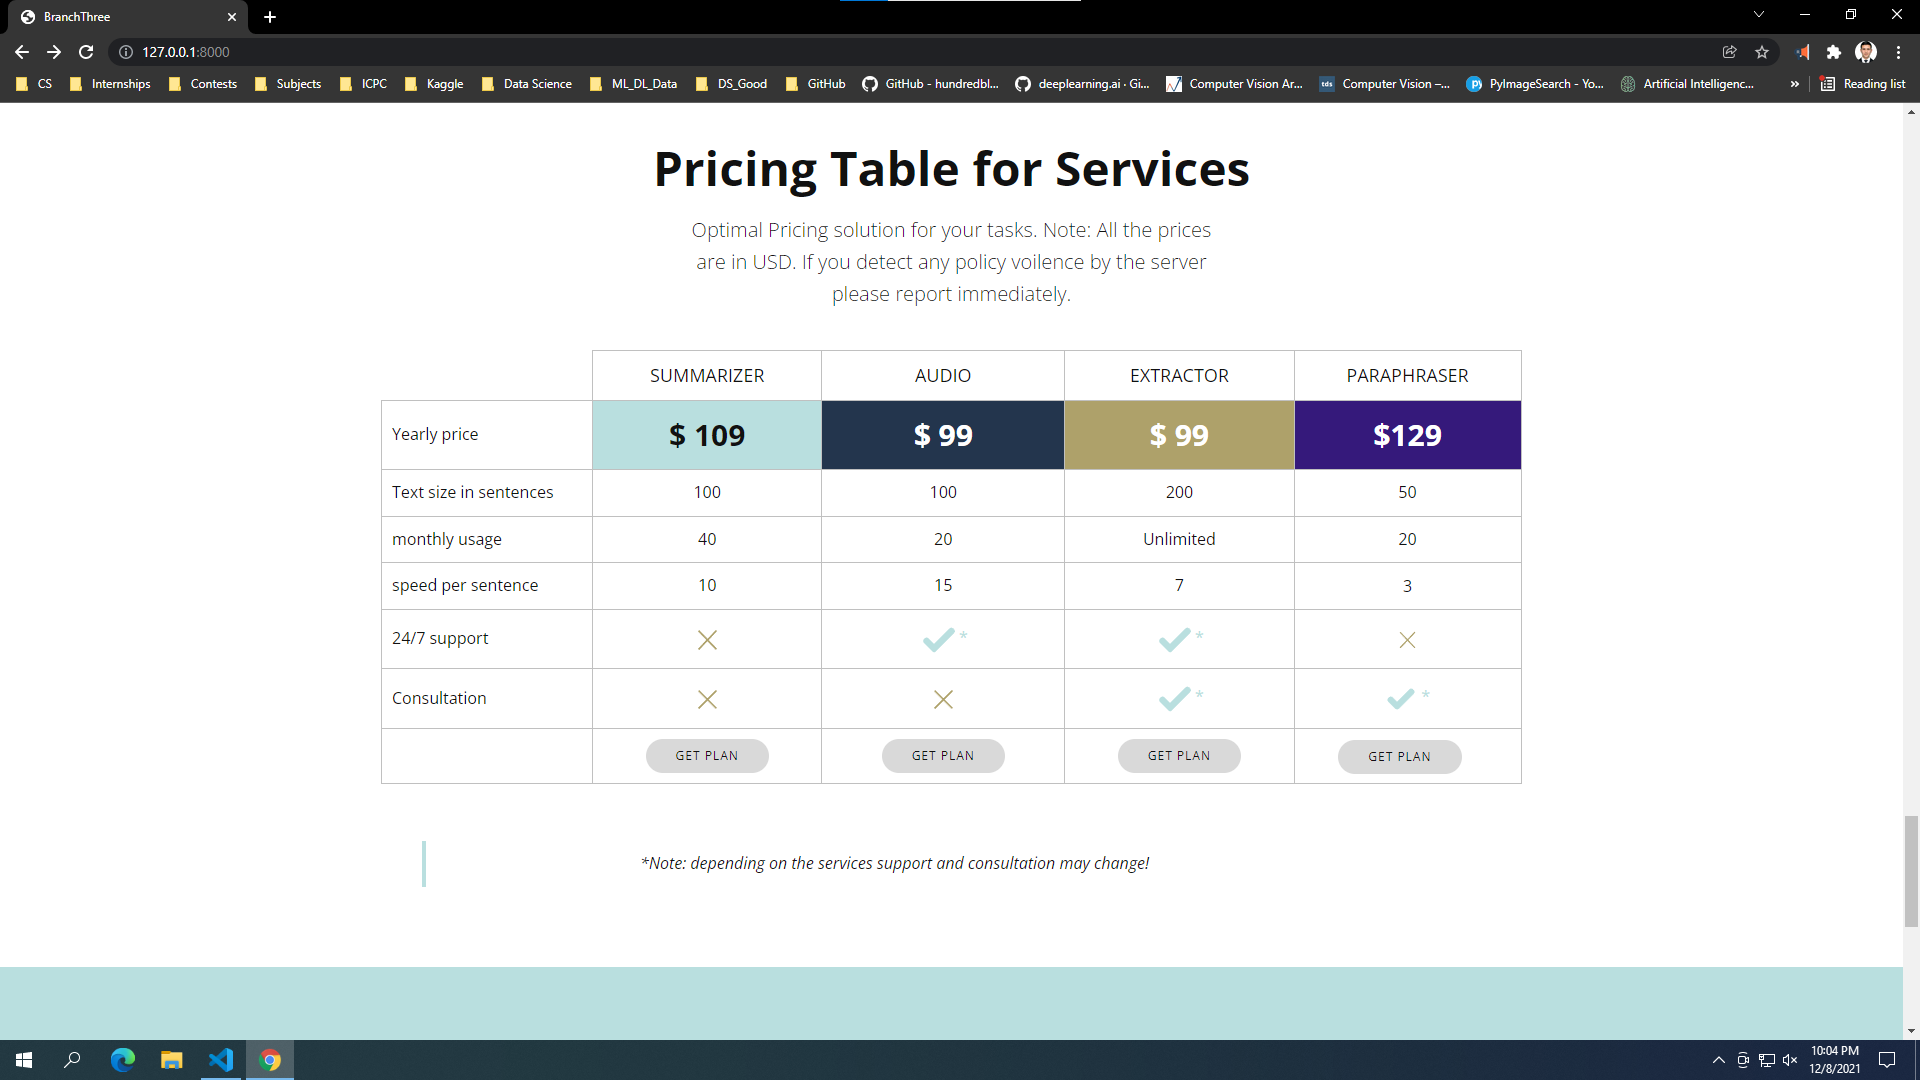 BranchThree
127.0.0.1:8000
CS Internships Contests Subjects ICPC Kaggle Data Science ML_DL_Data DS_Good GitHub GitHub - hundredbl... deeplearning.ai · Gi... Computer Vision Ar... tds Computer Vision –... PyImageSearch - Yo... Artificial Intelligenc... » Reading list
Pricing Table for Services
Optimal Pricing solution for your tasks. Note: All the prices
are in USD. If you detect any policy voilence by the server
please report immediately.
SUMMARIZER AUDIO EXTRACTOR PARAPHRASER
Yearly price $ 109 $ 99 $ 99 $129
Text size in sentences 100 100 200 50
monthly usage 40 20 Unlimited 20
speed per sentence 10 15 7 3
24/7 support * *
Consultation * *
GET PLAN GET PLAN GET PLAN GET PLAN
*Note: depending on the services support and consultation may change!
10:04 PM
12/8/2021